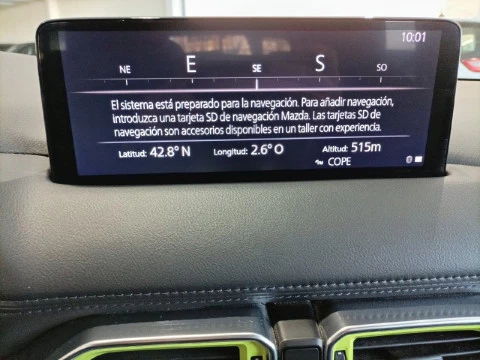 10:01
NE E SE S SO
El sistema está preparado para la navegación. Para añadir navegación,
introduzca una tarjeta SD de navegación Mazda. Las tarjetas SD de
navegación son accesorios disponibles en un taller con experiencia.
Latitud: 42.8° N Longitud: 2.6° O Altitud: 515m
COPE